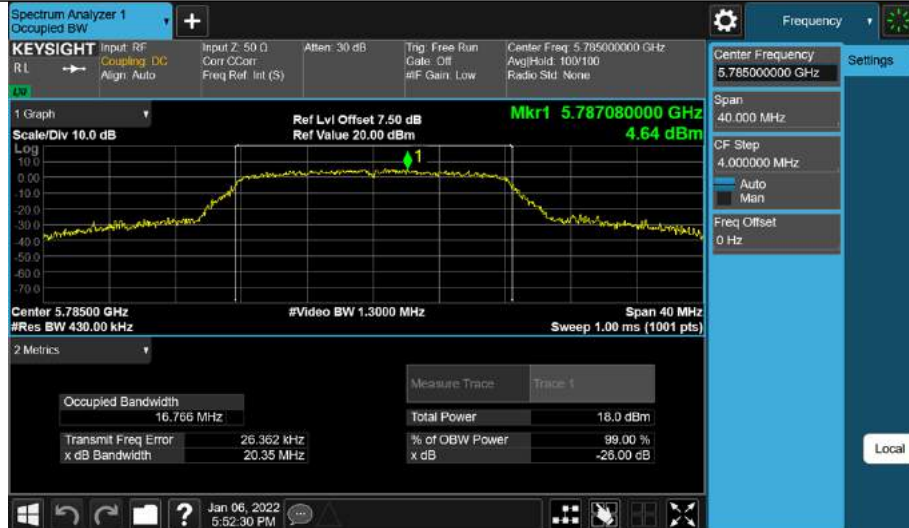 Spectrum Analyzer 1
Occupied BW
Frequency
KEYSIGHT
Input: RF
Coupling: DC
Align: Auto
Input Z: 50 Ω
Corr CCorr
Freq Ref: Int (S)
Atten: 30 dB
Trig: Free Run
Gate: Off
#IF Gain: Low
Center Freq: 5.785000000 GHz
Avg|Hold: 100/100
Radio Std: None
RL
Center Frequency
5.785000000 GHz
Settings
Span
40.000 MHz
CF Step
4.000000 MHz
Auto
Man
Freq Offset
0 Hz
1 Graph
Scale/Div 10.0 dB
Ref Lvl Offset 7.50 dB
Ref Value 20.00 dBm
Mkr1 5.787080000 GHz
4.64 dBm
Log
10.0
0.00
-10.0
-20.0
-30.0
-40.0
-50.0
-60.0
-70.0
1
Center 5.78500 GHz
#Res BW 430.00 kHz
#Video BW 1.3000 MHz
Span 40 MHz
Sweep 1.00 ms (1001 pts)
2 Metrics
Measure Trace
Trace 1
Occupied Bandwidth
16.766 MHz
Total Power
18.0 dBm
Transmit Freq Error
26.362 kHz
% of OBW Power
99.00 %
x dB Bandwidth
20.35 MHz
x dB
-26.00 dB
Local
Jan 06, 2022
5:52:30 PM